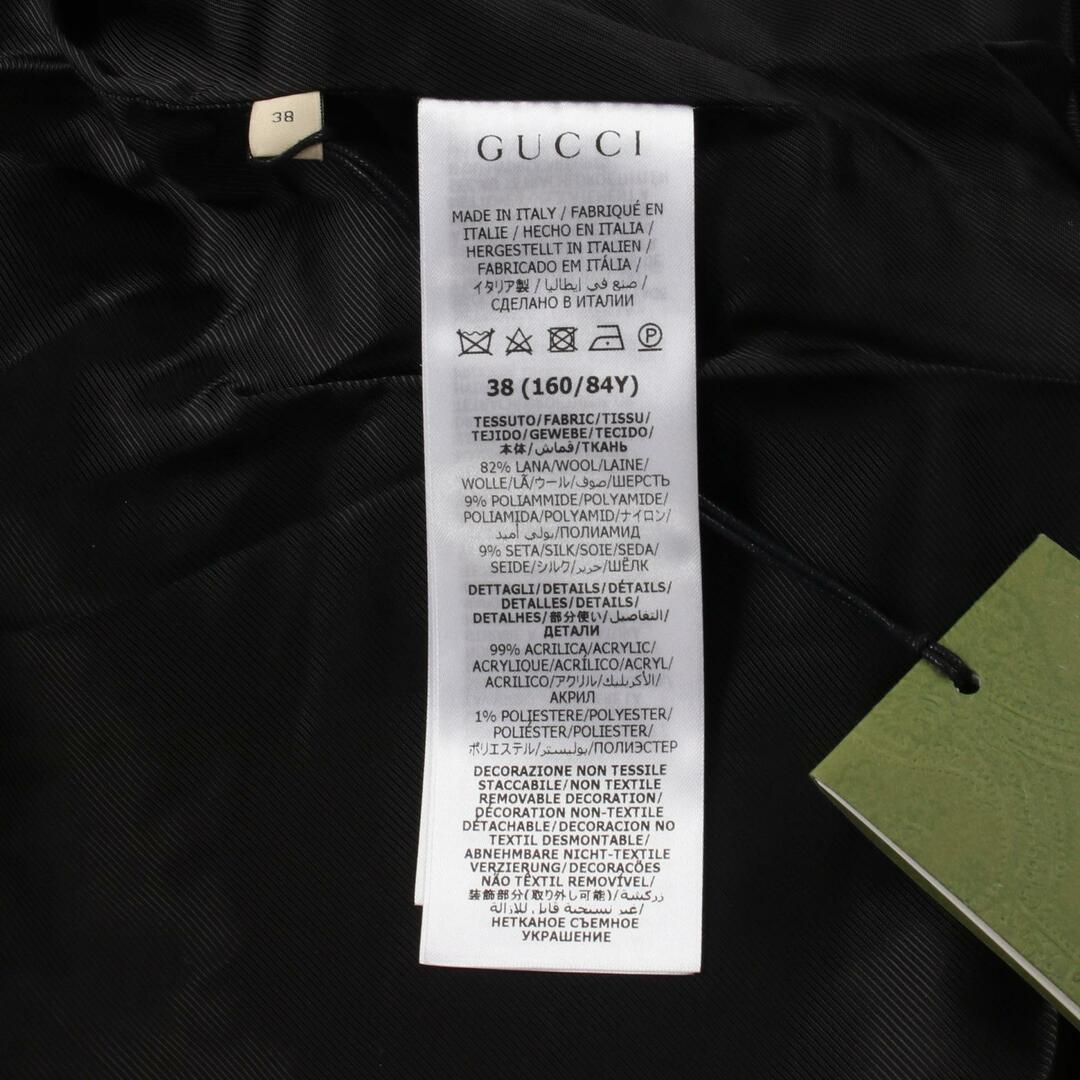 38
GUCCI
MADE IN ITALY / FABRIQUÉ EN
ITALIE / HECHO EN ITALIA /
HERGESTELLT IN ITALIEN /
FABRICADO EM ITÁLIA /
イタリア製 / صنع في إيطاليا /
СДЕЛАНО В ИТАЛИИ
P
38 (160/84Y)
TESSUTO/FABRIC/TISSU/
TEJIDO/GEWEBE/TECIDO/
本体/قماش/ТКАНЬ
82% LANA/WOOL/LAINE/
WOLLE/LÃ/ウール/صوف/ШЕРСТЬ
9% POLIAMMIDE/POLYAMIDE/
POLIAMIDA/POLYAMID/ナイロン/
بولي أميد/ПОЛИАМИД
9% SETA/SILK/SOIE/SEDA/
SEIDE/シルク/حرير/ШЁЛК
DETTAGLI/DETAILS/DÉTAILS/
DETALLES/DETAILS/
DETALHES/部分使い/التفاصيل/
ДЕТАЛИ
99% ACRILICA/ACRYLIC/
ACRYLIQUE/ACRÍLICO/ACRYL/
ACRILICO/アクリル/الأكريليك/
АКРИЛ
1% POLIESTERE/POLYESTER/
POLIÉSTER/POLIESTER/
ポリエステル/بوليستر/ПОЛИЭСТЕР
DECORAZIONE NON TESSILE
STACCABILE/NON TEXTILE
REMOVABLE DECORATION/
DÉCORATION NON-TEXTILE
DÉTACHABLE/DECORACION NO
TEXTIL DESMONTABLE/
ABNEHMBARE NICHT-TEXTILE
VERZIERUNG/DECORAÇÕES
NÃO TÊXTIL REMOVÍVEL/
装飾部分(取り外し可能)/زركشة
غير نسيجية قابل للازالة/
НЕТКАНОЕ СЪЕМНОЕ
УКРАШЕНИЕ